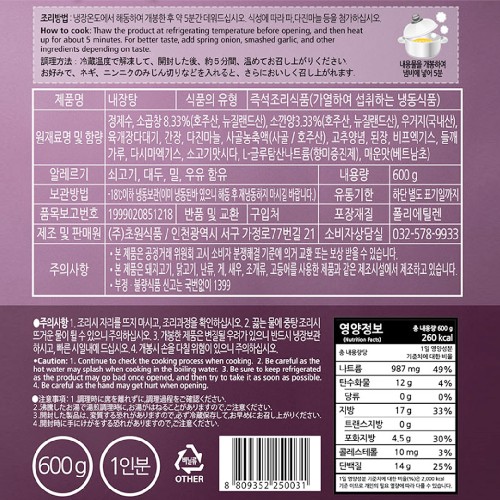 조리방법 : 냉장온도에서 해동하여 개봉한 후 약 5분간 데워드십시오. 식성에 따라 파,다진마늘 등을 첨가하십시오.
How to cook: Thaw the product at refrigerating temperature before opening, and then heat
up for about 5 minutes. For better taste, add spring onion, smashed garlic, and other
ingredients depending on taste.
調理方法 : 冷蔵温度で解凍して、開封した後、約５分間、温めてお召し上がりください
お好みで、ネギ、ニンニクのみじん切りなどを入れると、さらにおいしく召し上がれます。
내용물을 개봉하여
냄비에 넣어 5분
제품명 내장탕 식품의 유형 즉석조리식품(가열하여 섭취하는 냉동식품)
원재료명 및 함량 정제수, 소곱창 8.33%(호주산, 뉴질랜드산), 소깐양3.33%(호주산, 뉴질랜드산), 우거지(국내산),
육개장다대기, 간장, 다진마늘, 사골농축액(사골 / 호주산), 고추양념, 된장, 비프엑기스, 들깨
가루, 다시미엑기스, 소고기맛시다, L-글루탐산나트륨(향미증진제), 매운맛(베트남초)
알레르기 쇠고기, 대두, 밀, 우유 함유 내용량 600 g
보관방법 -18℃이하 냉동보관(이미 냉동된바 있으니 해동 후 재냉동하지 마시길 바랍니다.) 유통기한 하단 별도 표기일까지
품목보고번호 1999020851218 반품 및 교환 구입처 포장재질 폴리에틸렌
제조 및 판매원 (주)초원식품 / 인천광역시 서구 가정로77번길 21 소비자상담실 032-578-9933
주의사항 • 본 제품은 공정거래 위원회 고시 소비자 분쟁해결 기준에 의거 교환 또는 보상 받을 수 있습니다.
• 본 제품은 돼지고기, 닭고기, 난류, 게, 새우, 조개류, 고등어를 사용한 제품과 같은 제조시설에서 제조하고 있습니다.
• 부정 · 불량식품 신고는 국번없이 1399
●주의사항 1. 조리시 자리를 뜨지 마시고, 조리과정을 확인하십시오. 2. 끓는 물에 중탕 조리시
뜨거운 물이 튈 수 있으니 주의하십시오. 3. 개봉한 제품은 변질될 우려가 있으니 반드시 냉장보관
하시고, 빠른 시일 내에 드십시오. 4. 개봉시 손을 다칠 위험이 있으니 주의하십시오.
•Caution: 1. Continue to check the cooking process when cooking. 2. Be careful as the
hot water may splash when cooking in the boiling water. 3. Be sure to keep refrigerated
as the product may go bad once opened, and then try to take it as soon as possible.
4. Be careful as the hand may get hurt when opening.
●注意事項 : 1. 調理時に席を離れずに、調理過程をご確認ください。
2. 沸騰したお湯で湯煎調理時に、お湯がはねることがありますので、ご注意ください。
3. 開封した製品は、変質する恐れがありますので、必ず冷蔵保存して、お早めにお召し上がりください。
4. 開封時に手にけがをする恐れがありますので、ご注意ください。
600g
1인분
비닐류
OTHER
8 809352 250031
영양정보
(Nutrition Facts)
총 내용량 600 g
260 kcal
총 내용량당 1일 영양성분
기준치에 대한 비율
나트륨 987 mg 49%
탄수화물 12 g 4%
당류 0 g 0%
지방 17 g 33%
트랜스지방 0 g
포화지방 4.5 g 30%
콜레스테롤 10 mg 3%
단백질 14 g 25%
1일 영양성분 기준치에 대한 비율(%)은 2,000 kcal
기준 이므로 개인의 필요 열량에 따라 다를 수 있습니다.